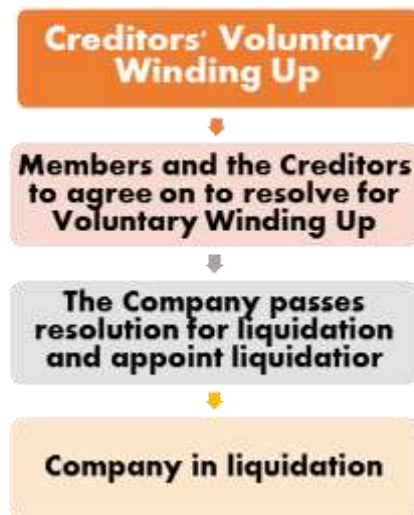 Creditors' Voluntary
Winding Up
Members and the Creditors
to agree on to resolve for
Voluntary Winding Up
The Company passes
resolution for liquidation
and appoint liquidatior
Company in liquidation